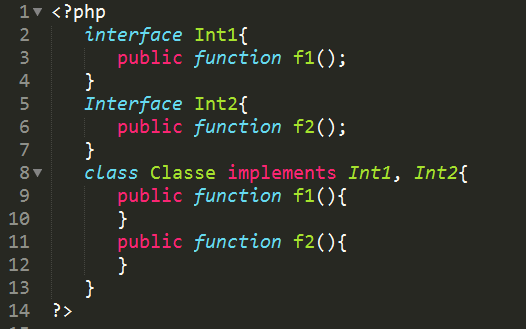 1 <?php
2 interface Int1{
3 public function f1();
4 }
5 Interface Int2{
6 public function f2();
7 }
8 class Classe implements Int1, Int2{
9 public function f1(){
10 }
11 public function f2(){
12 }
13 }
14 ?>